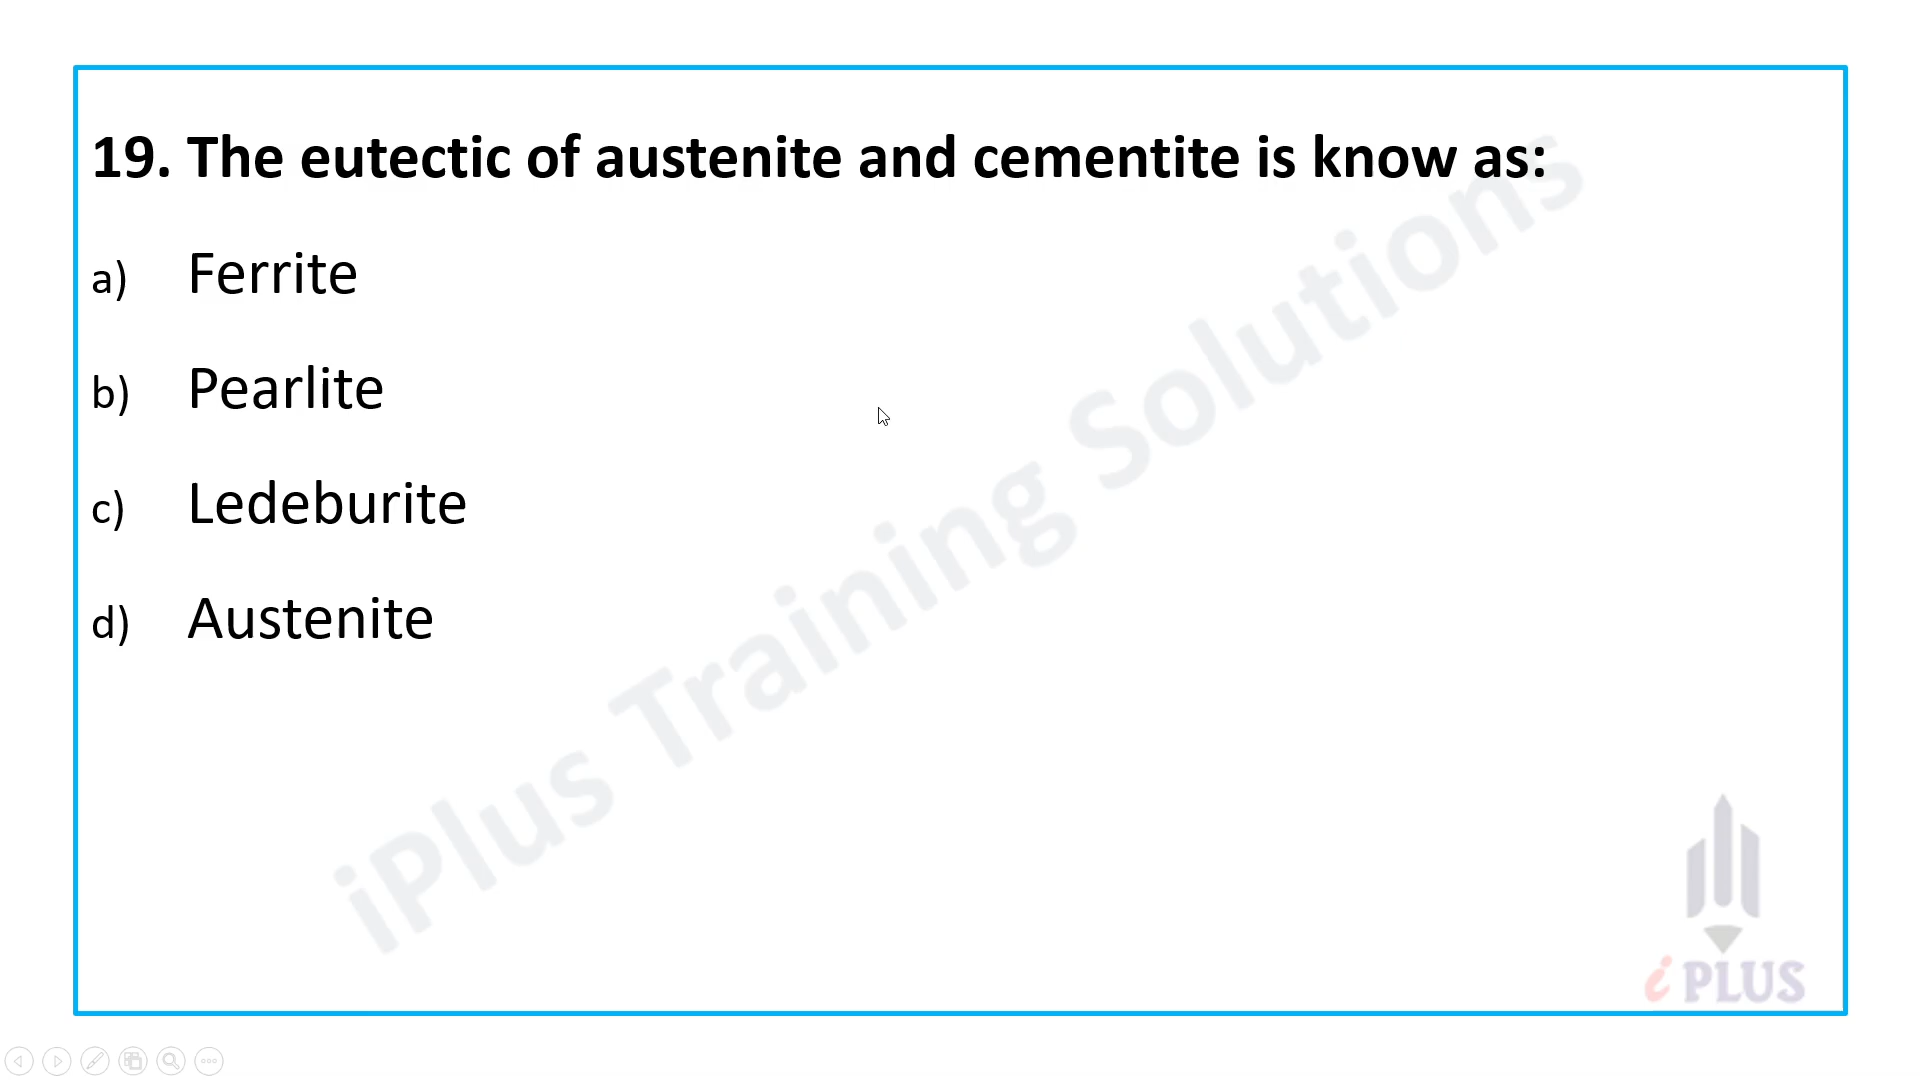 19. The eutectic of austenite and cementite is know as:
a) Ferrite
b) Pearlite
c) Ledeburite
d) Austenite
iPlus Training Solutions
i PLUS